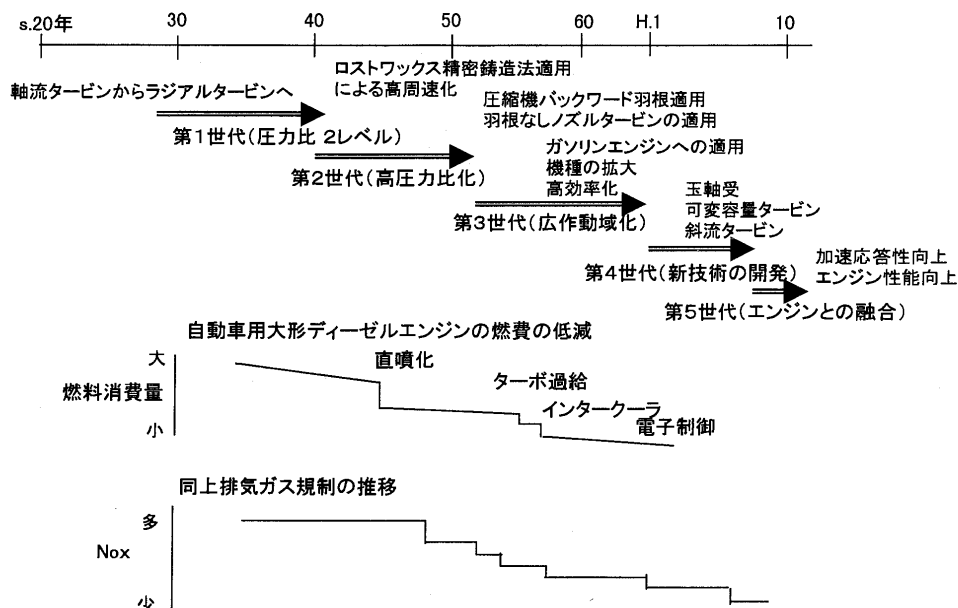 s.20年 30 40 50 60 H.1 10
ロストワックス精密鋳造法適用
による高周速化
軸流タービンからラジアルタービンへ
第1世代(圧力比 2レベル)
圧縮機バックワード羽根適用
羽根なしノズルタービンの適用
第2世代(高圧力比化)
ガソリンエンジンへの適用
機種の拡大
高効率化
第3世代(広作動域化)
玉軸受
可変容量タービン
斜流タービン
第4世代(新技術の開発)
加速応答性向上
エンジン性能向上
第5世代(エンジンとの融合)
自動車用大形ディーゼルエンジンの燃費の低減
大
燃料消費量
小
直噴化
ターボ過給
インタークーラ
電子制御
同上排気ガス規制の推移
多
Nox
少